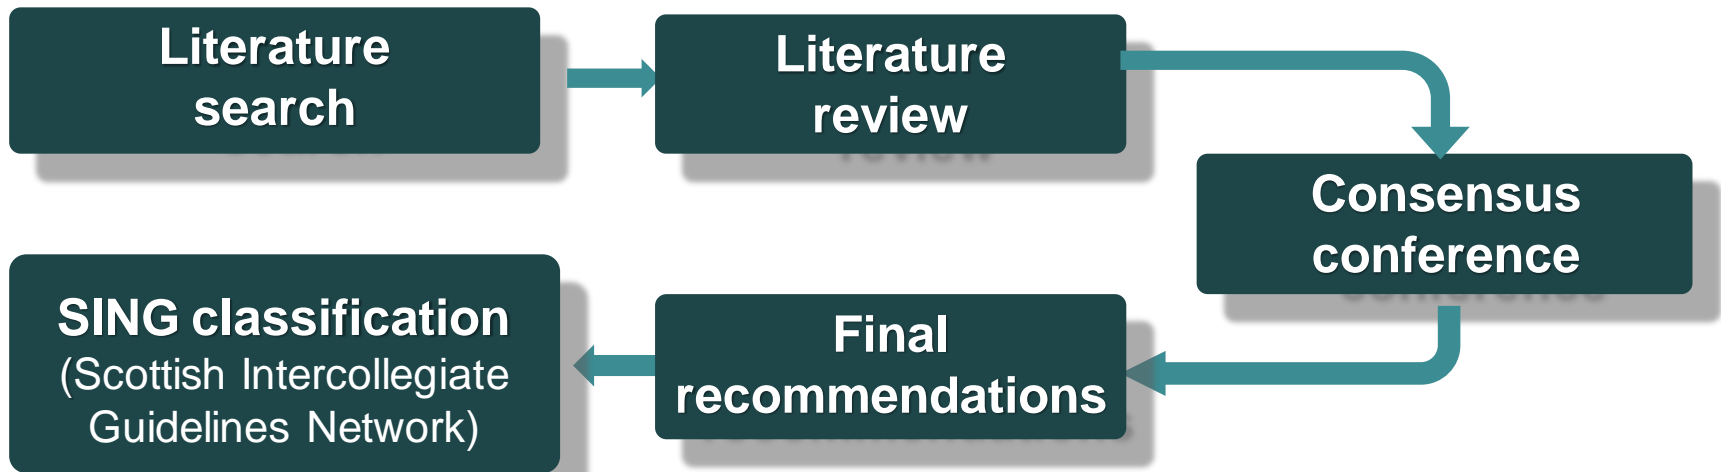 Literature
search
Literature
review
Consensus
conference
Final
recommendations
SING classification
(Scottish Intercollegiate
Guidelines Network)